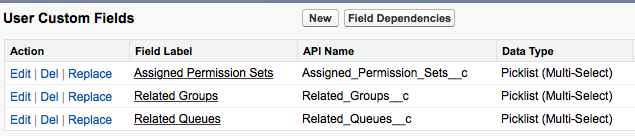 User Custom Fields New Field Dependencies
Action Field Label API Name Data Type
Edit | Del | Replace Assigned Permission Sets Assigned_Permission_Sets__c Picklist (Multi-Select)
Edit | Del | Replace Related Groups Related_Groups__c Picklist (Multi-Select)
Edit | Del | Replace Related Queues Related_Queues__c Picklist (Multi-Select)